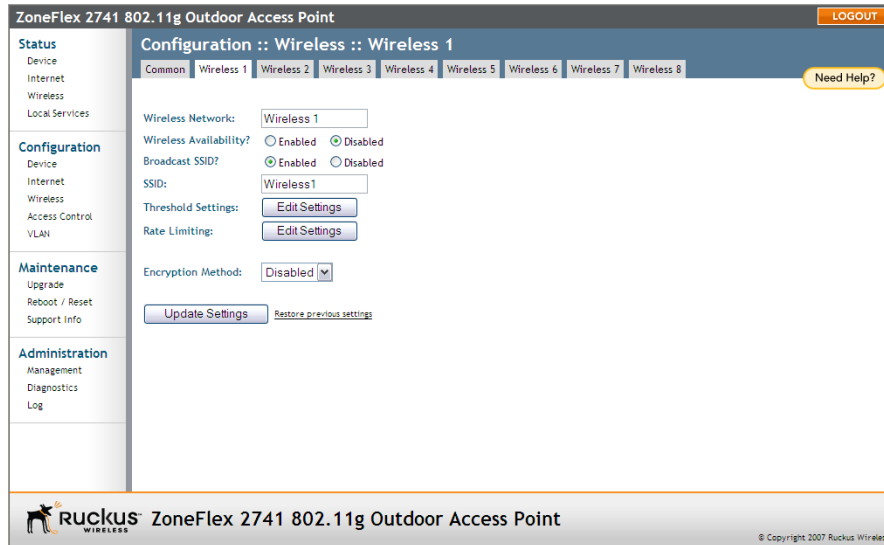 ZoneFlex 2741 802.11g Outdoor Access Point
LOGOUT
Status
Device
Internet
Wireless
Local Services
Configuration
Device
Internet
Wireless
Access Control
VLAN
Maintenance
Upgrade
Reboot / Reset
Support Info
Administration
Management
Diagnostics
Log
Configuration :: Wireless :: Wireless 1
Common Wireless 1 Wireless 2 Wireless 3 Wireless 4 Wireless 5 Wireless 6 Wireless 7 Wireless 8
Need Help?
Wireless Network: Wireless 1
Wireless Availability? Enabled Disabled
Broadcast SSID? Enabled Disabled
SSID: Wireless1
Threshold Settings: Edit Settings
Rate Limiting: Edit Settings
Encryption Method: Disabled
Update Settings Restore previous settings
RUCKUS WIRELESS ZoneFlex 2741 802.11g Outdoor Access Point
© Copyright 2007 Ruckus Wireles